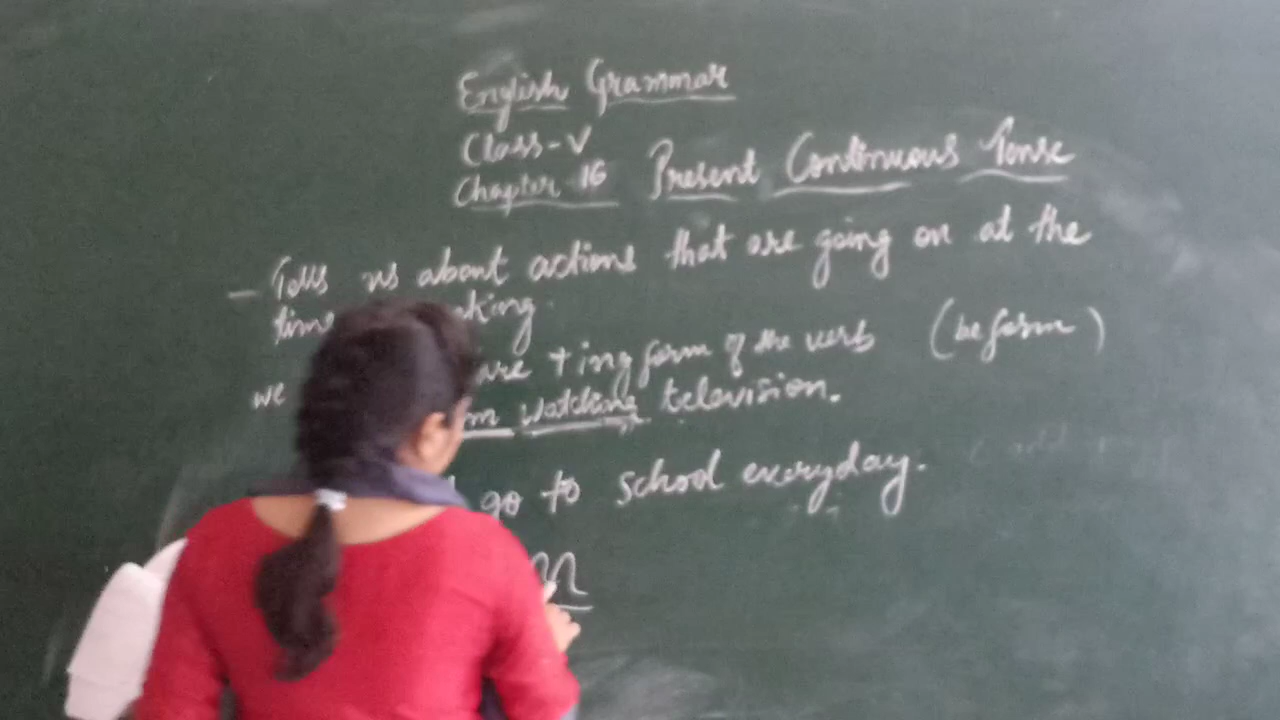 English Grammar
Class-V
Chapter 16 Present Continuous Tense
- Tells us about actions that are going on at the
time king.
we are + ing form of the verb (be form)
m watching television.
go to school everyday.
m